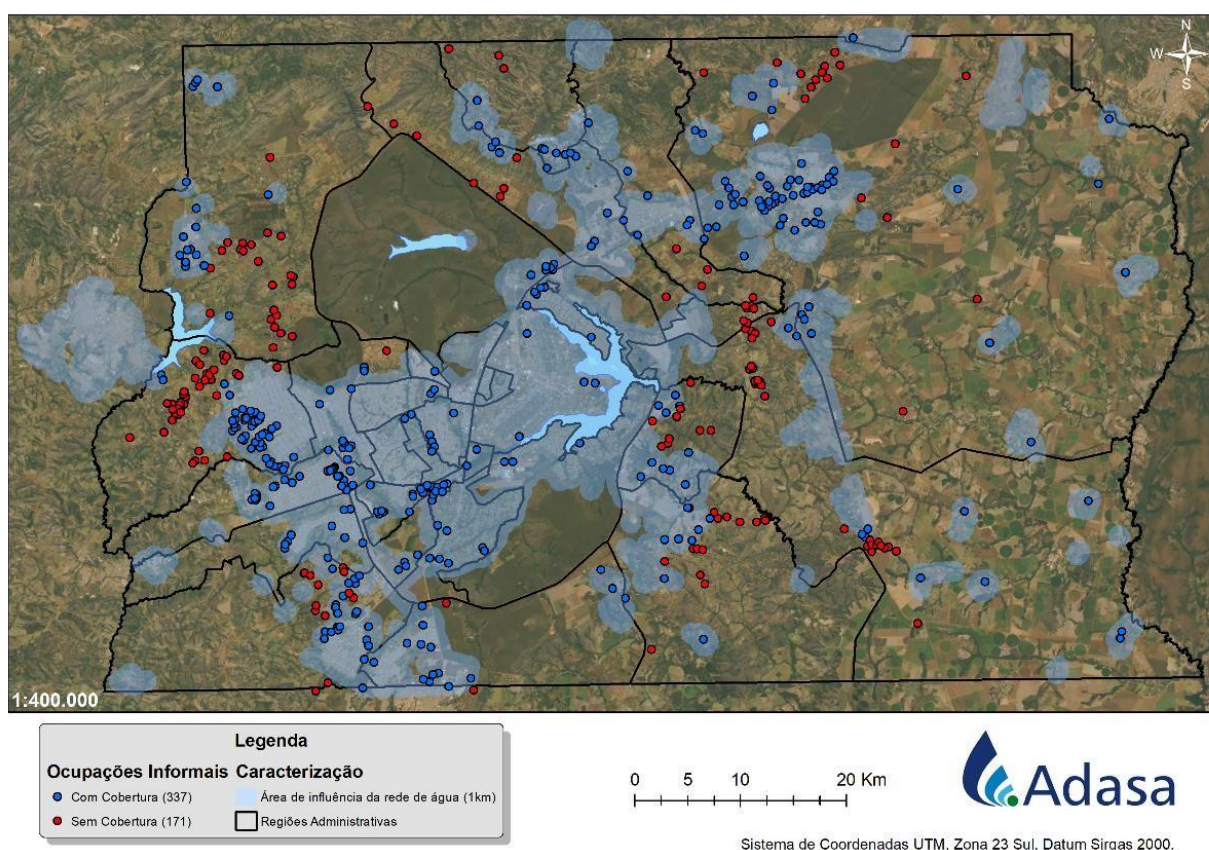 N
W E
S
1:400.000
Legenda
Ocupações Informais Caracterização
Com Cobertura (337) Área de influência da rede de água (1km)
Sem Cobertura (171) Regiões Administrativas
0 5 10 20 Km
Adasa
Sistema de Coordenadas UTM, Zona 23 Sul, Datum Sirgas 2000.